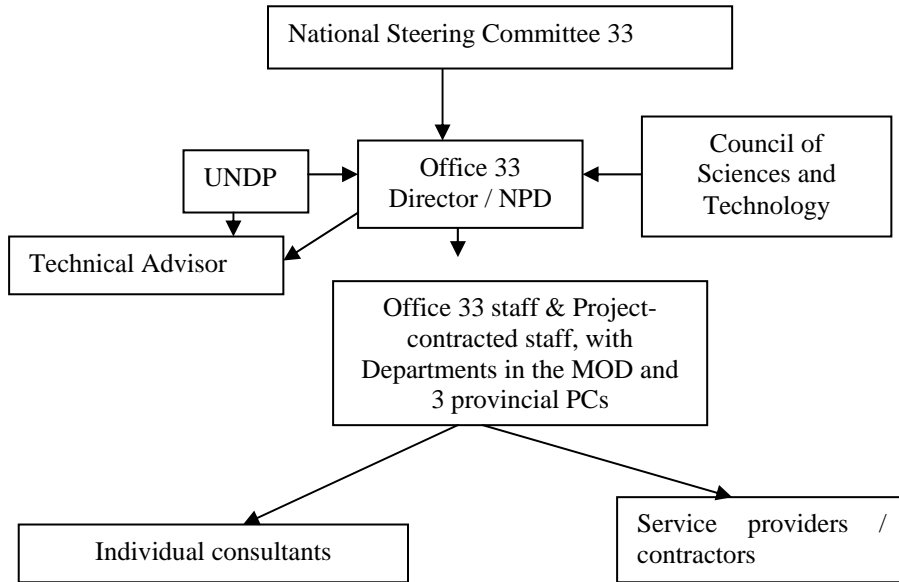 National Steering Committee 33
Council of
Sciences and
Technology
Office 33
Director / NPD
UNDP
Technical Advisor
Office 33 staff & Project-
contracted staff, with
Departments in the MOD and
3 provincial PCs
Individual consultants
Service providers /
contractors